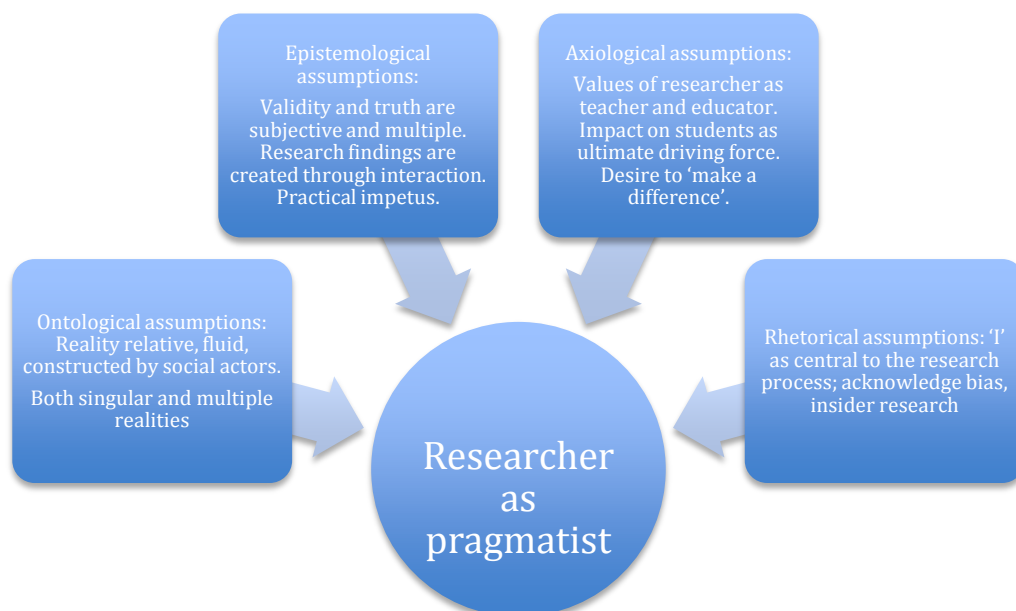 Epistemological
assumptions:
Validity and truth are
subjective and multiple.
Research findings are
created through interaction.
Practical impetus.
Axiological assumptions:
Values of researcher as
teacher and educator.
Impact on students as
ultimate driving force.
Desire to ‘make a
difference’.
Ontological assumptions:
Reality relative, fluid,
constructed by social actors.
Both singular and multiple
realities
Rhetorical assumptions: ‘I’
as central to the research
process; acknowledge bias,
insider research
Researcher
as
pragmatist